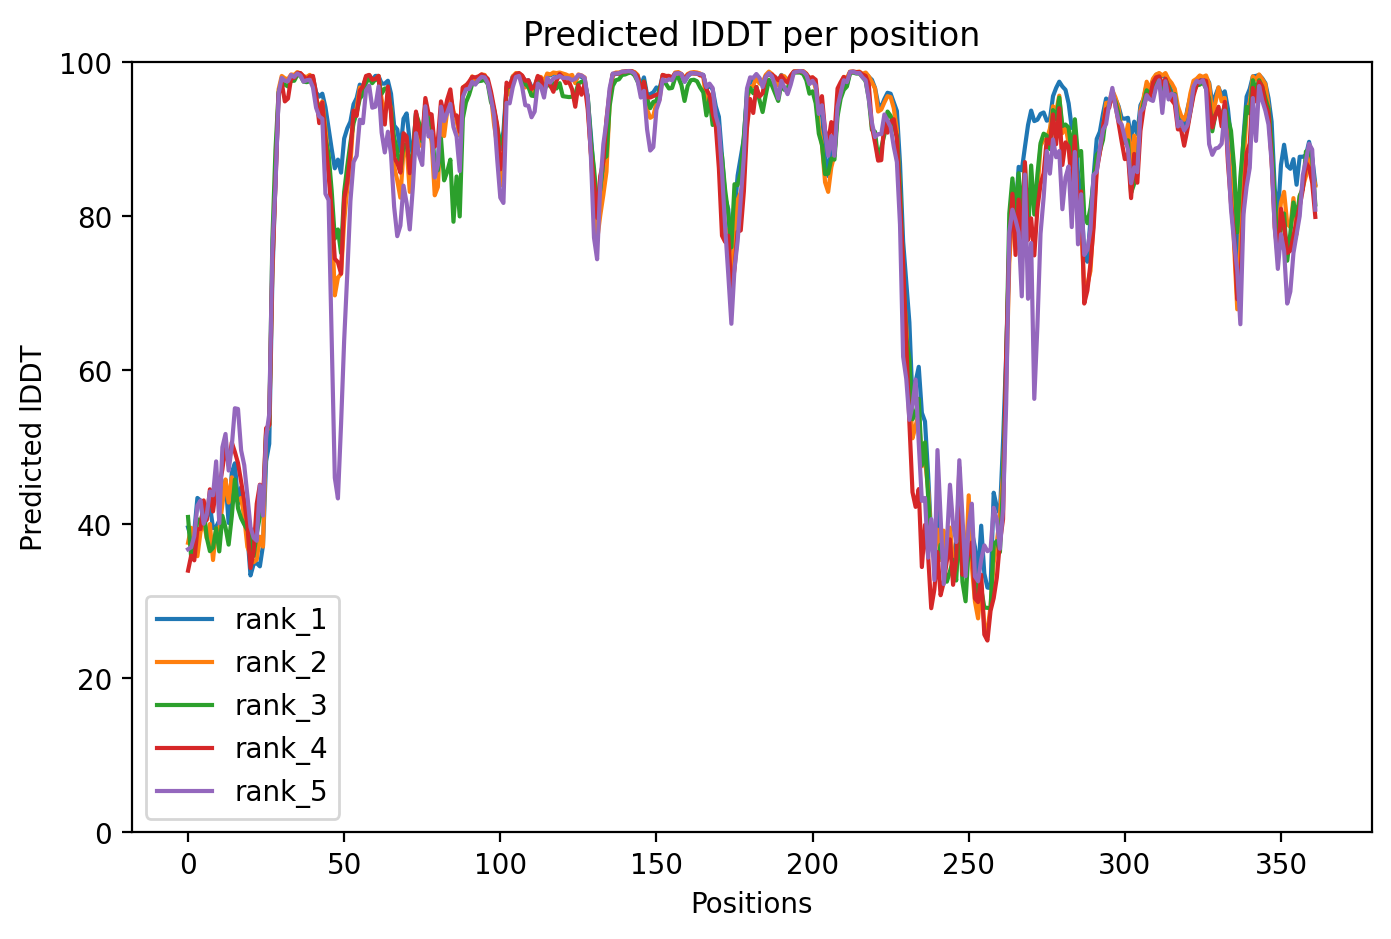 Predicted lDDT per position
100
80
60
40
20
0
Predicted lDDT
rank_1
rank_2
rank_3
rank_4
rank_5
0 50 100 150 200 250 300 350
Positions